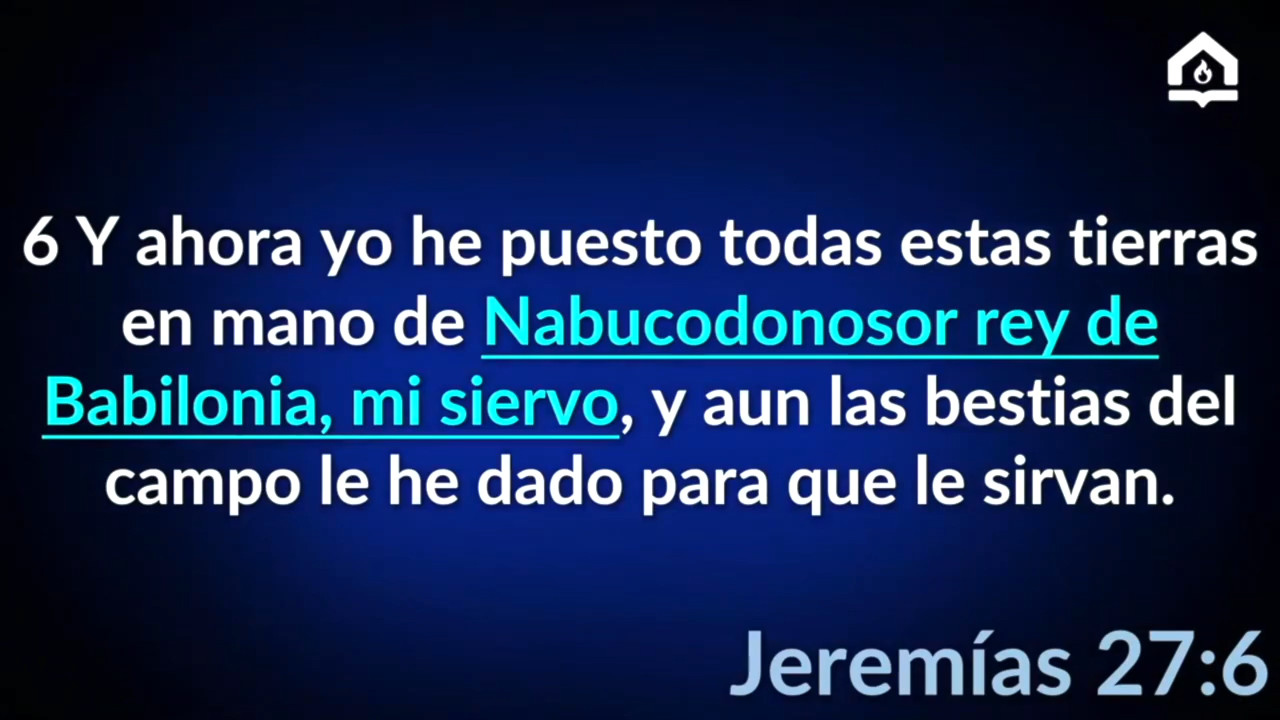 6 Y ahora yo he puesto todas estas tierras
en mano de Nabucodonosor rey de
Babilonia, mi siervo, y aun las bestias del
campo le he dado para que le sirvan.
Jeremías 27:6